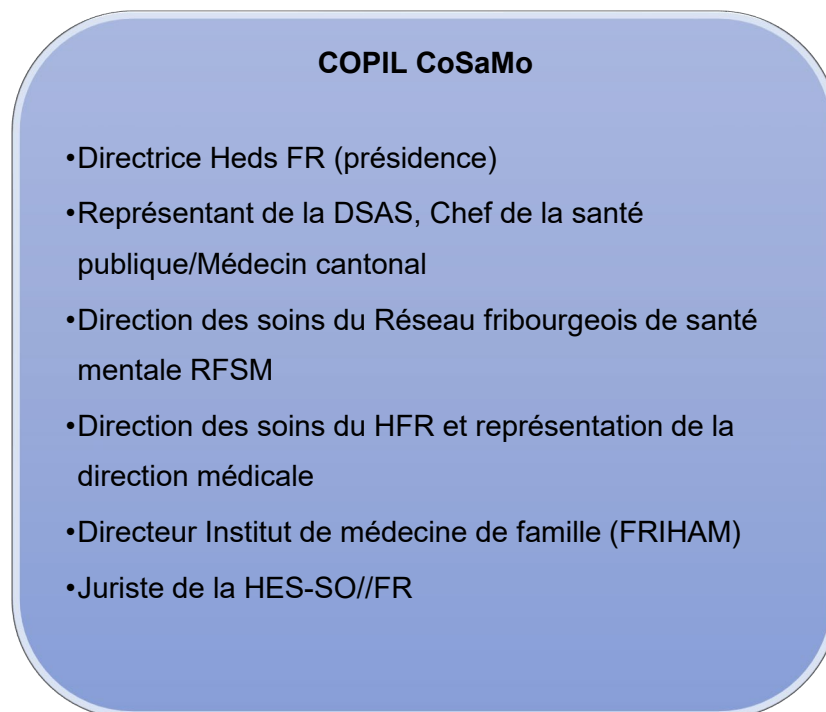 COPIL CoSaMo
•Directrice Heds FR (présidence)
•Représentant de la DSAS, Chef de la santé
publique/Médecin cantonal
•Direction des soins du Réseau fribourgeois de santé
mentale RFSM
•Direction des soins du HFR et représentation de la
direction médicale
•Directeur Institut de médecine de famille (FRIHAM)
•Juriste de la HES-SO//FR